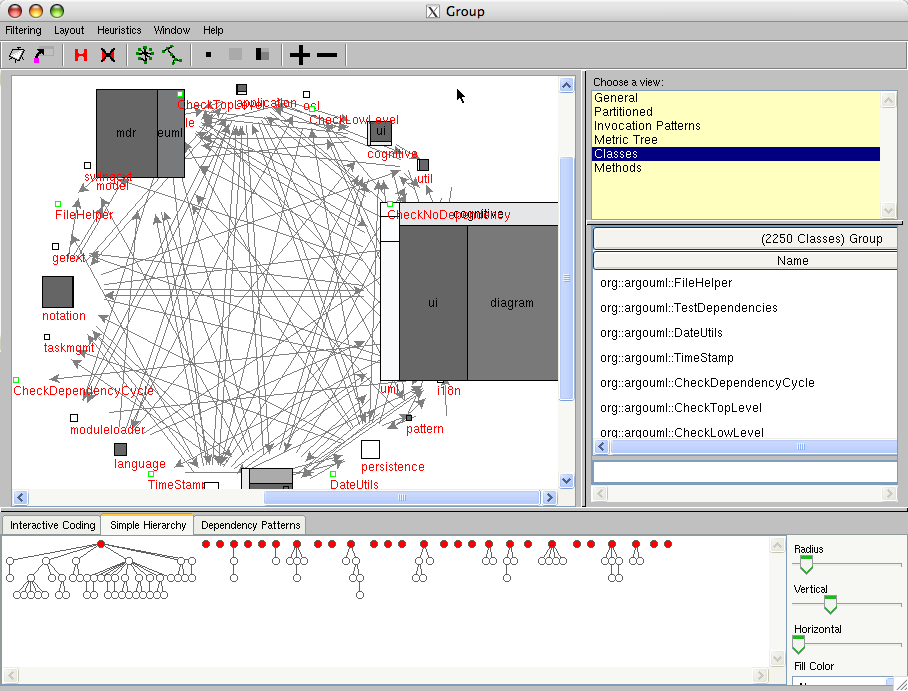 X Group
Filtering Layout Heuristics Window Help
CheckTopLevel
application
osl
CheckLowLevel
mdr
euml
ui
cognitive
util
model
FileHelper
CheckNoDependency
cognitive
gefext
ui
diagram
notation
taskmgmt
CheckDependencyCycle
uml
i18n
moduleloader
pattern
language
persistence
TimeStamp
DateUtils
Choose a view:
General
Partitioned
Invocation Patterns
Metric Tree
Classes
Methods
(2250 Classes) Group
Name
org::argouml::FileHelper
org::argouml::TestDependencies
org::argouml::DateUtils
org::argouml::TimeStamp
org::argouml::CheckDependencyCycle
org::argouml::CheckTopLevel
org::argouml::CheckLowLevel
Interactive Coding Simple Hierarchy Dependency Patterns
Radius
Vertical
Horizontal
Fill Color